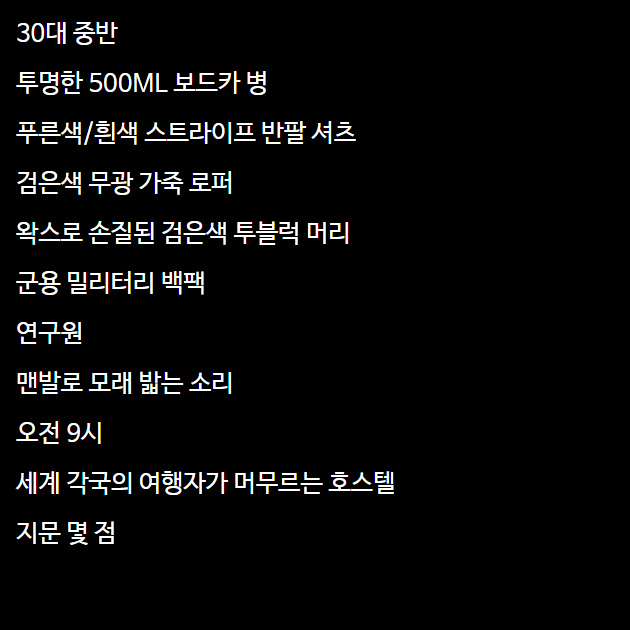 30대 중반
투명한 500ML 보드카 병
푸른색/흰색 스트라이프 반팔 셔츠
검은색 무광 가죽 로퍼
왁스로 손질된 검은색 투블럭 머리
군용 밀리터리 백팩
연구원
맨발로 모래 밟는 소리
오전 9시
세계 각국의 여행자가 머무르는 호스텔
지문 몇 점